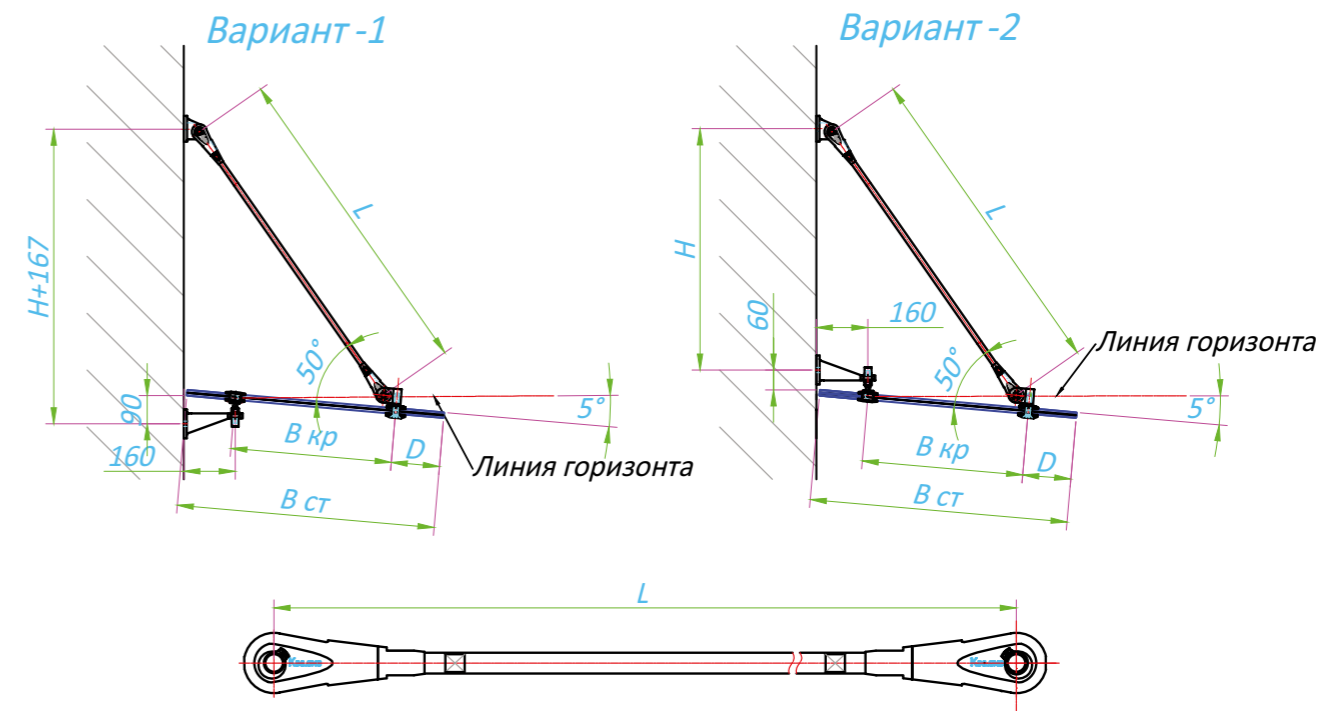 Вариант -1
Вариант -2
H+167
L
50°
90
160
В кр
D
В ст
5°
Линия горизонта
H
L
60
160
50°
Линия горизонта
5°
В кр
D
В ст
L